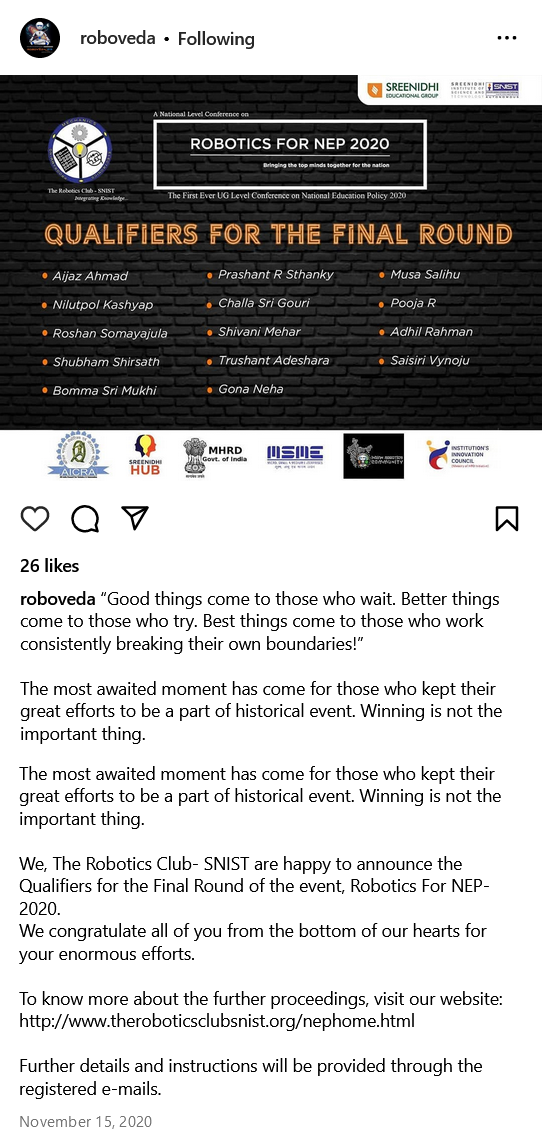 roboveda • Following
SREENIDHI
EDUCATIONAL GROUP
SREENIDHI
INSTITUTE OF
SCIENCE AND
TECHNOLOGY
SNIST
AUTONOMOUS
A National Level Conference on
ROBOTICS FOR NEP 2020
Bringing the top minds together for the nation
The First Ever UG Level Conference on National Education Policy 2020
The Robotics Club - SNIST
Integrating Knowledge...
QUALIFIERS FOR THE FINAL ROUND
• Aijaz Ahmad
• Nilutpol Kashyap
• Roshan Somayajula
• Shubham Shirsath
• Bomma Sri Mukhi
• Prashant R Sthanky
• Challa Sri Gouri
• Shivani Mehar
• Trushant Adeshara
• Gona Neha
• Musa Salihu
• Pooja R
• Adhil Rahman
• Saisiri Vynoju
AICRA
SREENIDHI
HUB
MHRD
Govt. of India
MSME
INDIAN ROBOTICS
COMMUNITY
INSTITUTION'S
INNOVATION
COUNCIL
26 likes
roboveda “Good things come to those who wait. Better things
come to those who try. Best things come to those who work
consistently breaking their own boundaries!”
The most awaited moment has come for those who kept their
great efforts to be a part of historical event. Winning is not the
important thing.
The most awaited moment has come for those who kept their
great efforts to be a part of historical event. Winning is not the
important thing.
We, The Robotics Club- SNIST are happy to announce the
Qualifiers for the Final Round of the event, Robotics For NEP-
2020.
We congratulate all of you from the bottom of our hearts for
your enormous efforts.
To know more about the further proceedings, visit our website:
http://www.theroboticsclubsnist.org/nephome.html
Further details and instructions will be provided through the
registered e-mails.
November 15, 2020